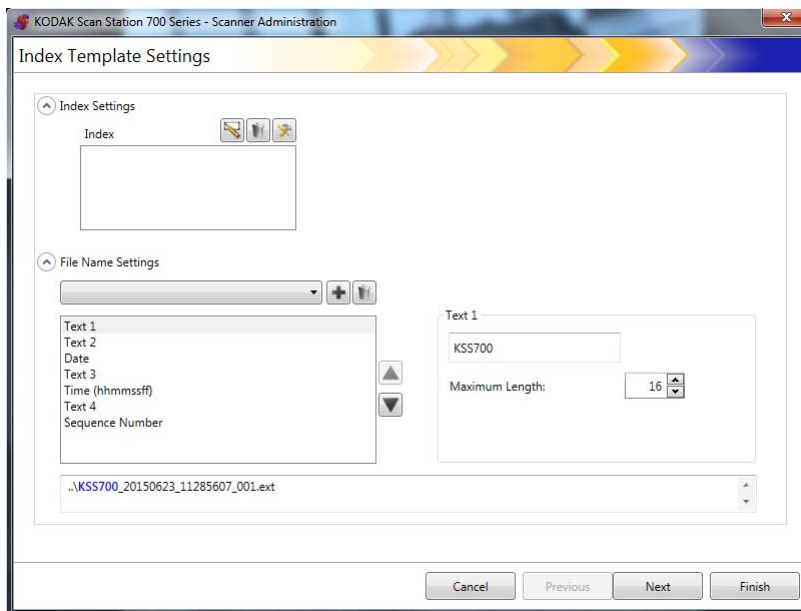 KODAK Scan Station 700 Series - Scanner Administration
Index Template Settings
Index Settings
Index
File Name Settings
Text 1
Text 2
Date
Text 3
Time (hhmmssff)
Text 4
Sequence Number
Text 1
KSS700
Maximum Length: 16
..\KSS700_20150623_11285607_001.ext
Cancel Previous Next Finish